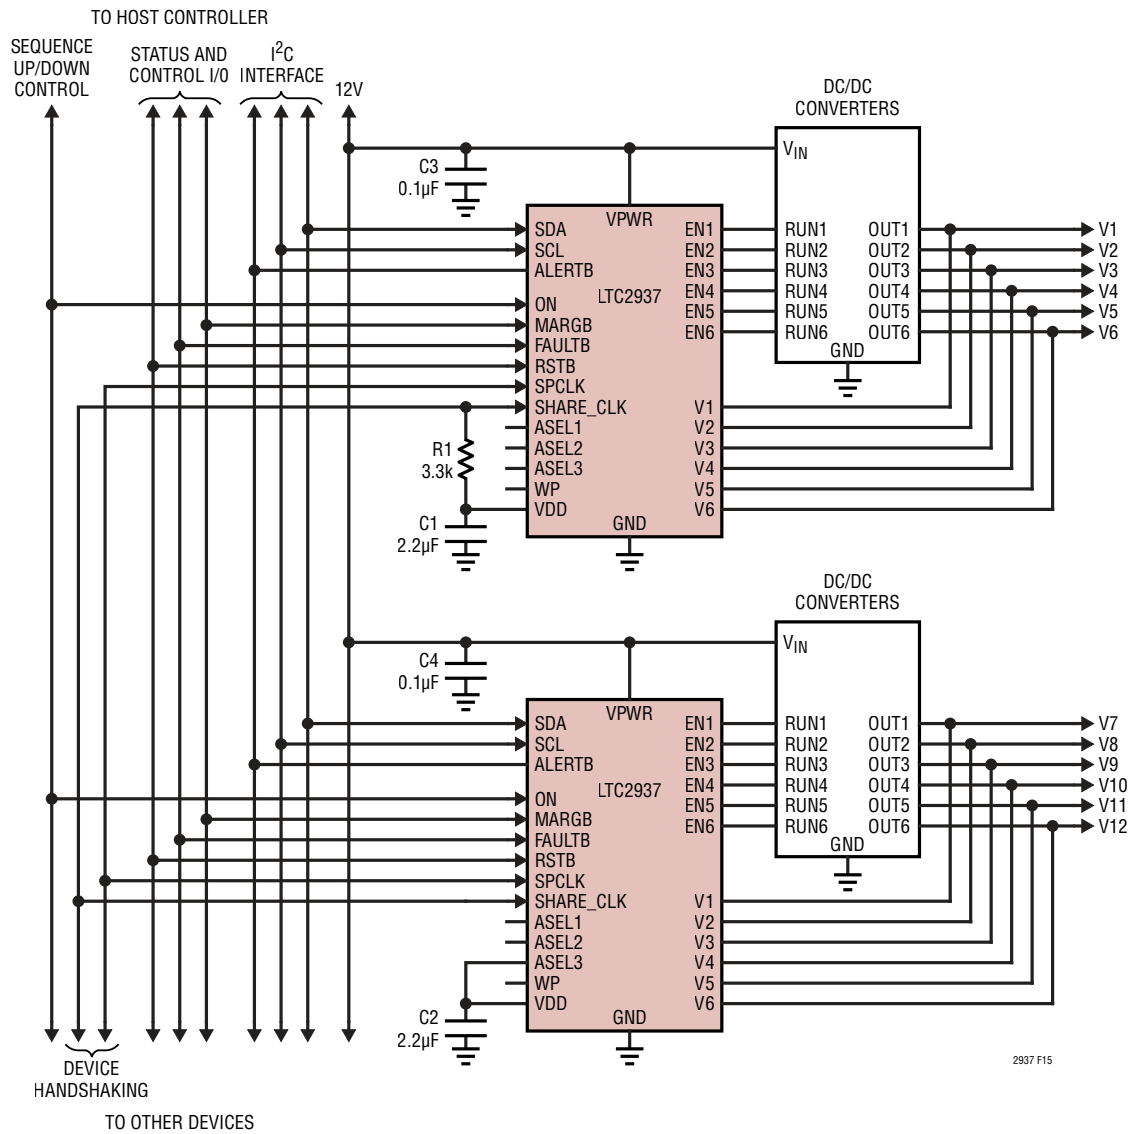 TO HOST CONTROLLER
SEQUENCE
UP/DOWN
CONTROL
STATUS AND
CONTROL I/0
I2C
INTERFACE
12V
DC/DC
CONVERTERS
VIN
C3
0.1µF
VPWR
SDA
SCL
ALERTB
ON
MARGB
FAULTB
RSTB
SPCLK
SHARE_CLK
ASEL1
ASEL2
ASEL3
WP
VDD
LTC2937
GND
EN1
EN2
EN3
EN4
EN5
EN6
V1
V2
V3
V4
V5
V6
RUN1
RUN2
RUN3
RUN4
RUN5
RUN6
OUT1
OUT2
OUT3
OUT4
OUT5
OUT6
GND
V1
V2
V3
V4
V5
V6
R1
3.3k
C1
2.2µF
DC/DC
CONVERTERS
VIN
C4
0.1µF
VPWR
SDA
SCL
ALERTB
ON
MARGB
FAULTB
RSTB
SPCLK
SHARE_CLK
ASEL1
ASEL2
ASEL3
WP
VDD
LTC2937
GND
EN1
EN2
EN3
EN4
EN5
EN6
V1
V2
V3
V4
V5
V6
RUN1
RUN2
RUN3
RUN4
RUN5
RUN6
OUT1
OUT2
OUT3
OUT4
OUT5
OUT6
GND
V7
V8
V9
V10
V11
V12
C2
2.2µF
DEVICE
HANDSHAKING
TO OTHER DEVICES
2937 F15